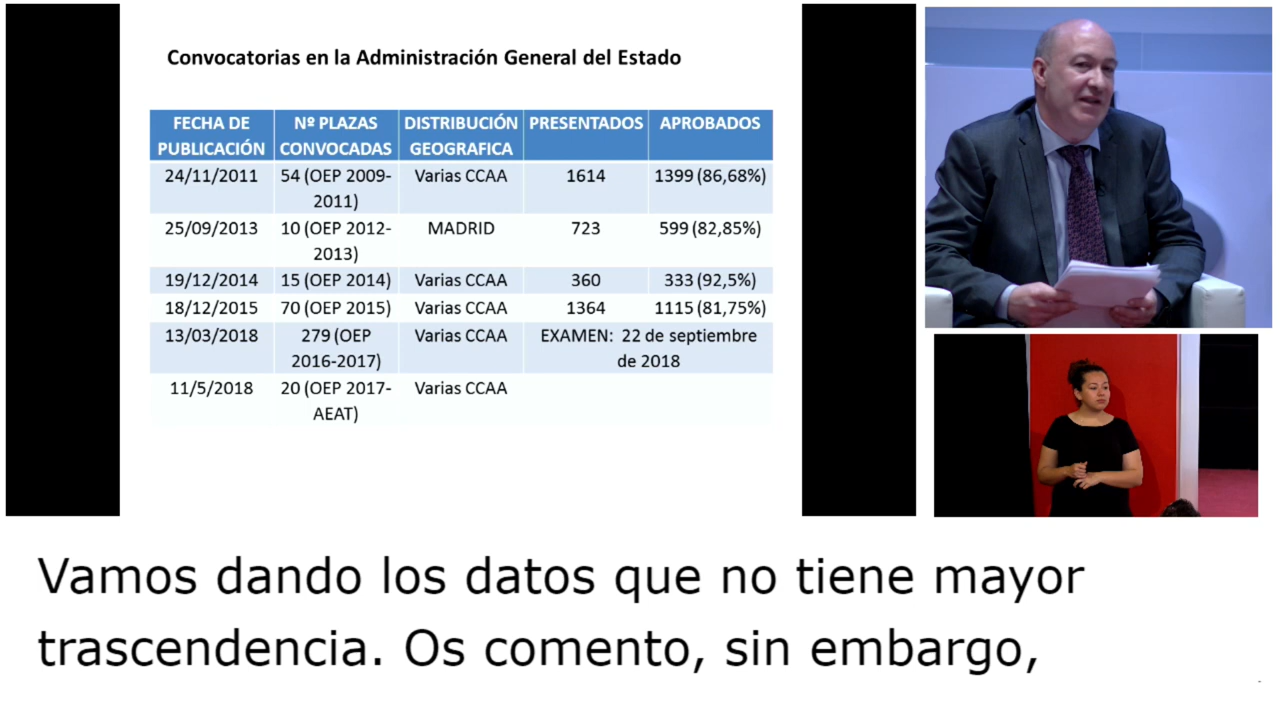 Convocatorias en la Administración General del Estado
FECHA DE PUBLICACIÓN Nº PLAZAS CONVOCADAS DISTRIBUCIÓN GEOGRAFICA PRESENTADOS APROBADOS
24/11/2011 54 (OEP 2009-2011) Varias CCAA 1614 1399 (86,68%)
25/09/2013 10 (OEP 2012-2013) MADRID 723 599 (82,85%)
19/12/2014 15 (OEP 2014) Varias CCAA 360 333 (92,5%)
18/12/2015 70 (OEP 2015) Varias CCAA 1364 1115 (81,75%)
13/03/2018 279 (OEP 2016-2017) Varias CCAA EXAMEN: 22 de septiembre de 2018
11/5/2018 20 (OEP 2017-AEAT) Varias CCAA
Vamos dando los datos que no tiene mayor
trascendencia. Os comento, sin embargo,